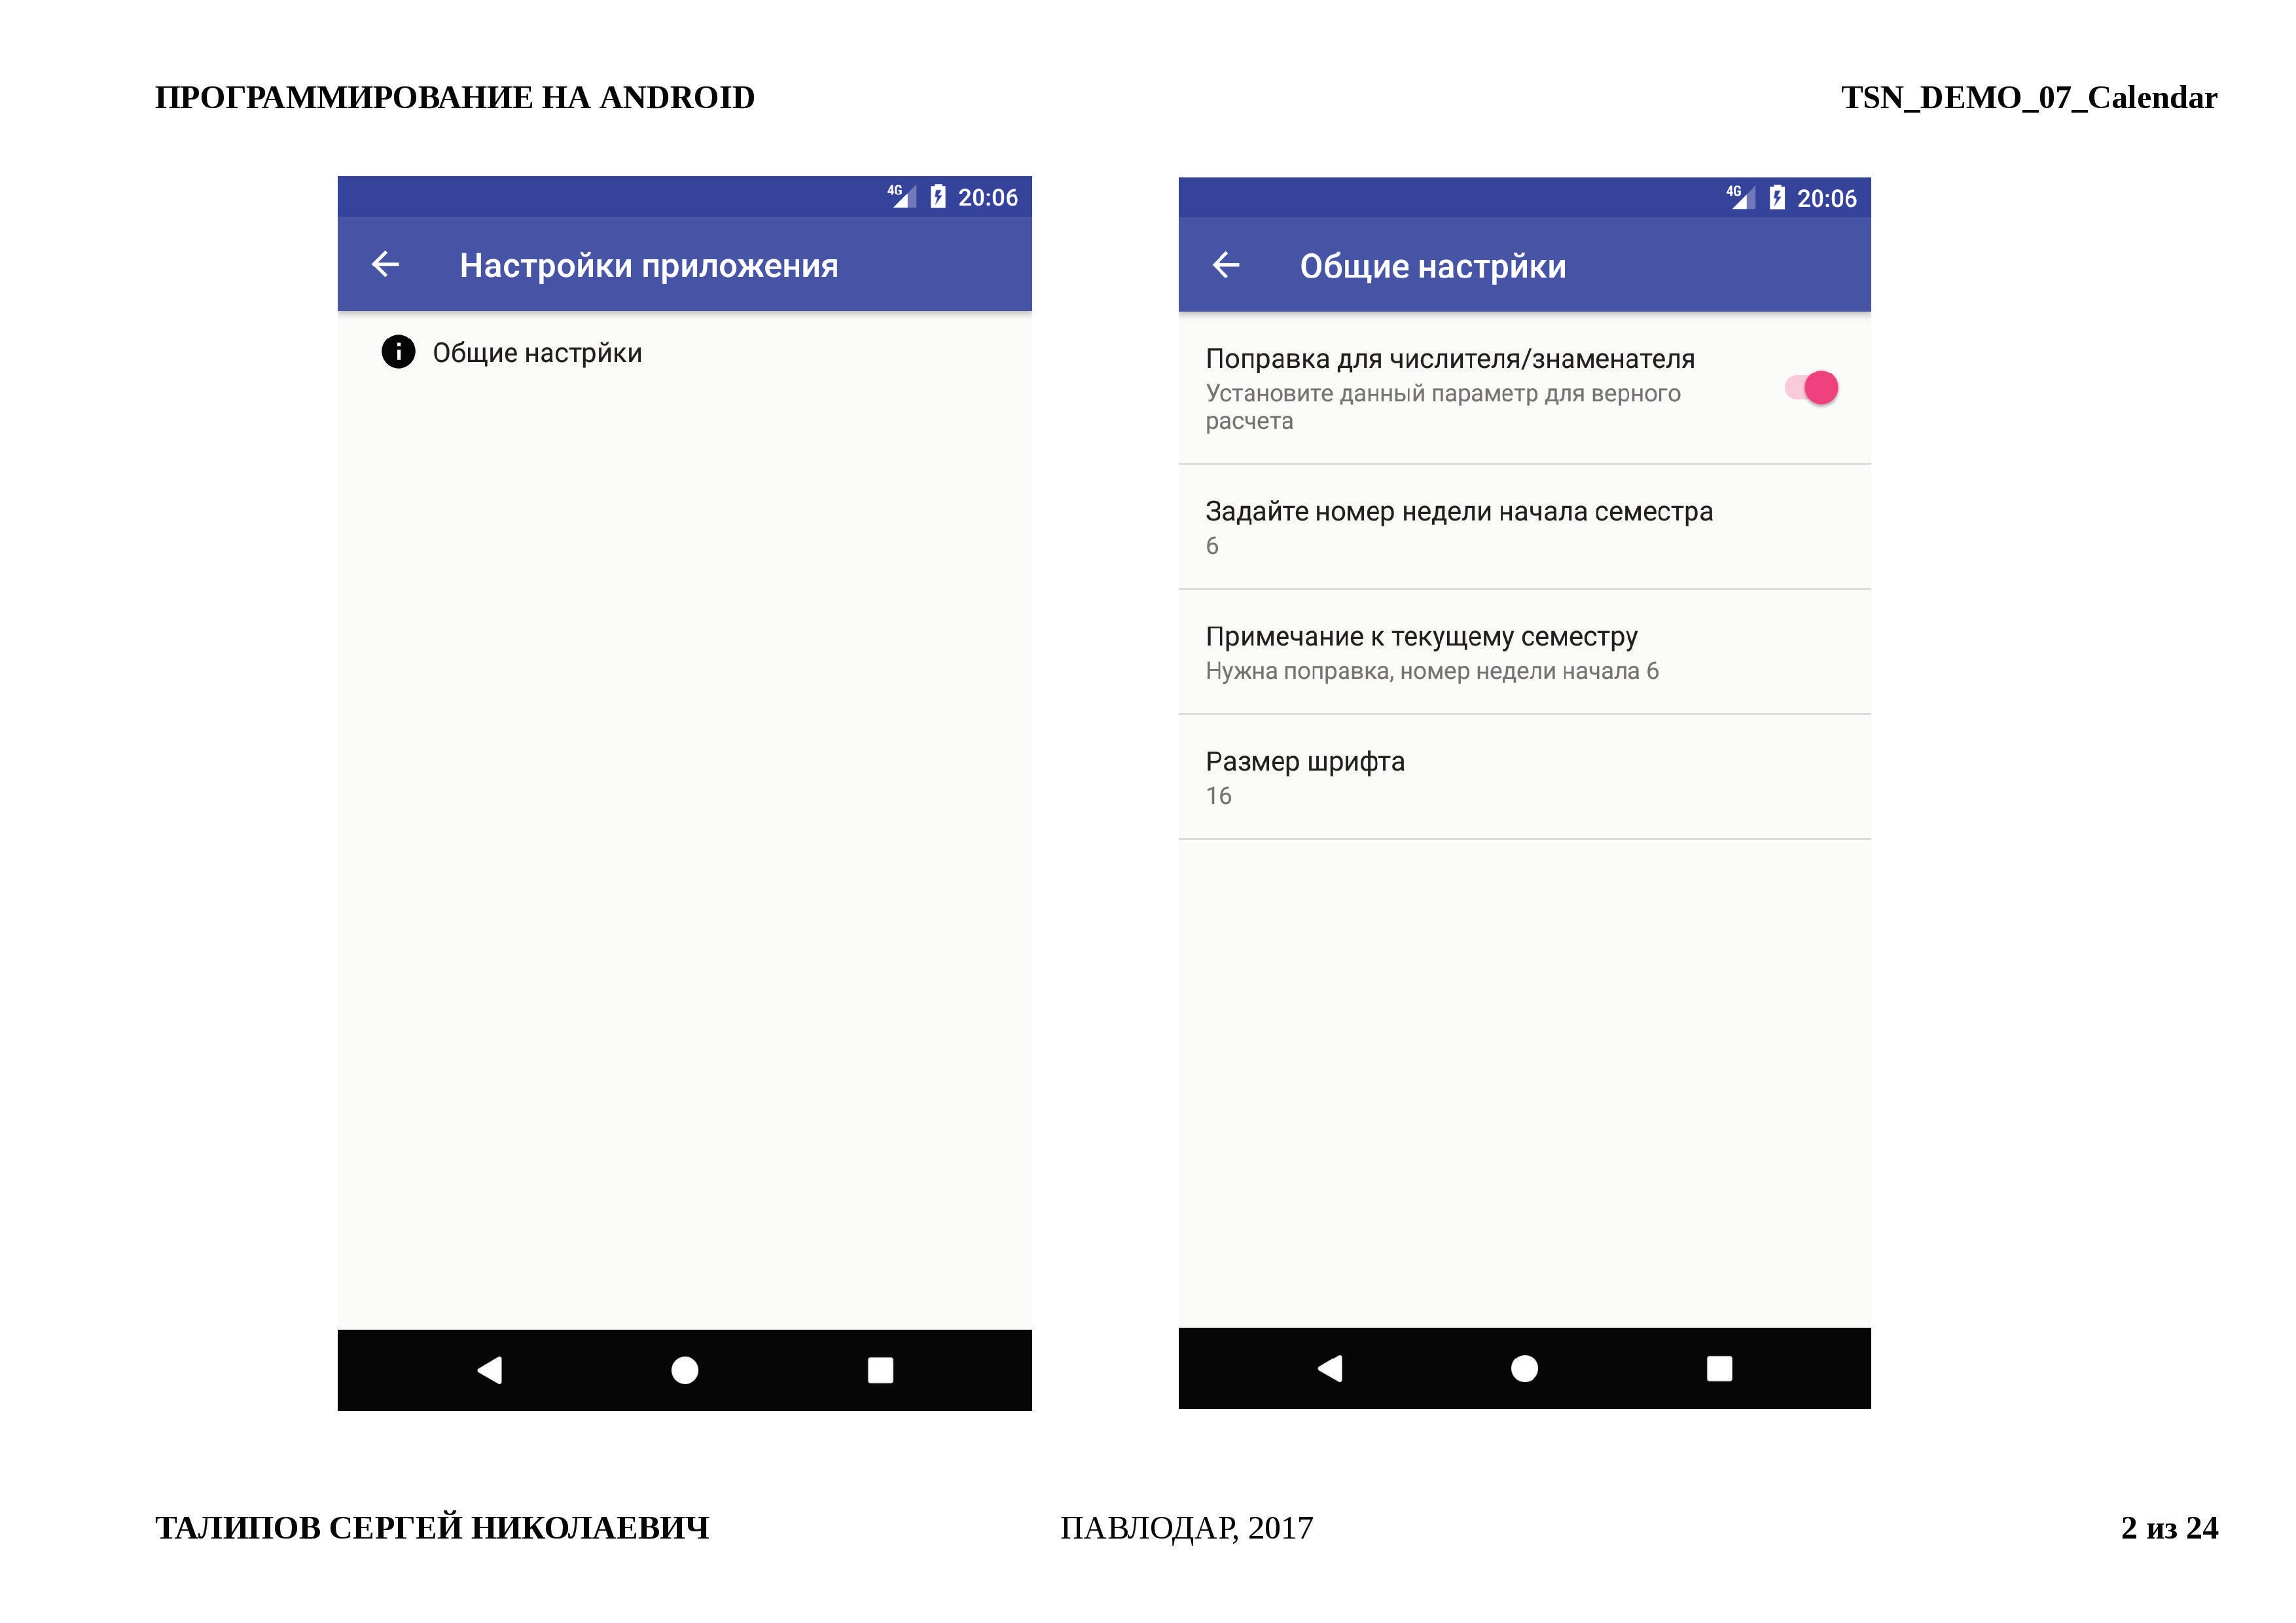 ПРОГРАММИРОВАНИЕ НА ANDROID
TSN_DEMO_07_Calendar
4G 20:06
Настройки приложения
Общие настрйки
4G 20:06
Общие настрйки
Поправка для числителя/знаменателя
Установите данный параметр для верного
расчета
Задайте номер недели начала семестра
6
Примечание к текущему семестру
Нужна поправка, номер недели начала 6
Размер шрифта
16
ТАЛИПОВ СЕРГЕЙ НИКОЛАЕВИЧ
ПАВЛОДАР, 2017
2 из 24